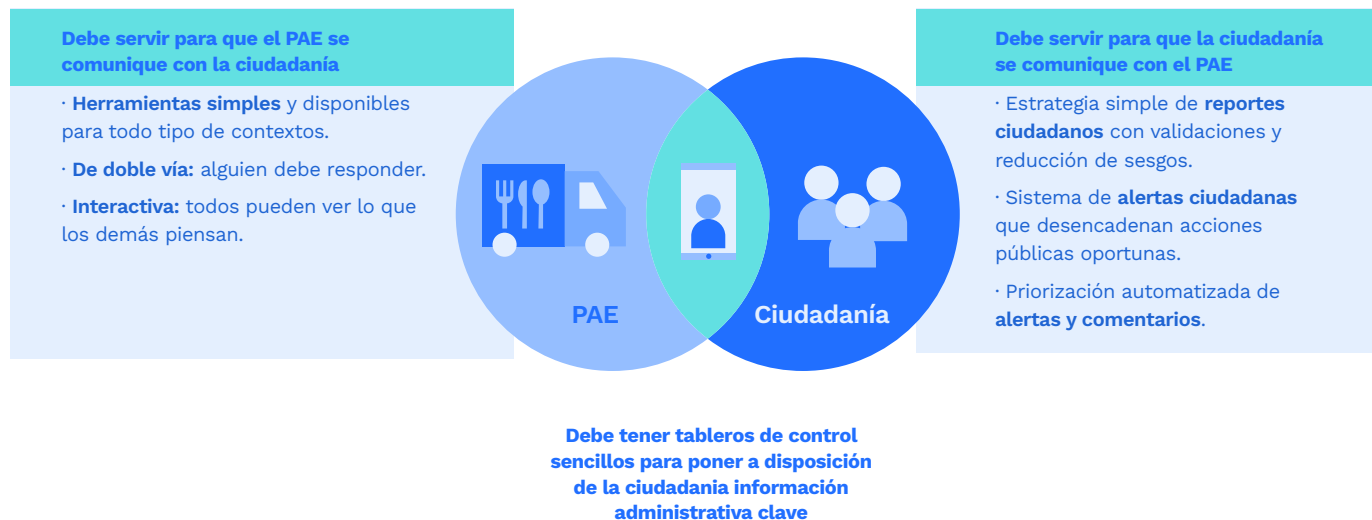 Debe servir para que el PAE se
comunique con la ciudadanía
· Herramientas simples y disponibles
para todo tipo de contextos.
· De doble vía: alguien debe responder.
· Interactiva: todos pueden ver lo que
los demás piensan.
PAE
Ciudadanía
Debe servir para que la ciudadanía
se comunique con el PAE
· Estrategia simple de reportes
ciudadanos con validaciones y
reducción de sesgos.
· Sistema de alertas ciudadanas
que desencadenan acciones
públicas oportunas.
· Priorización automatizada de
alertas y comentarios.
Debe tener tableros de control
sencillos para poner a disposición
de la ciudadania información
administrativa clave